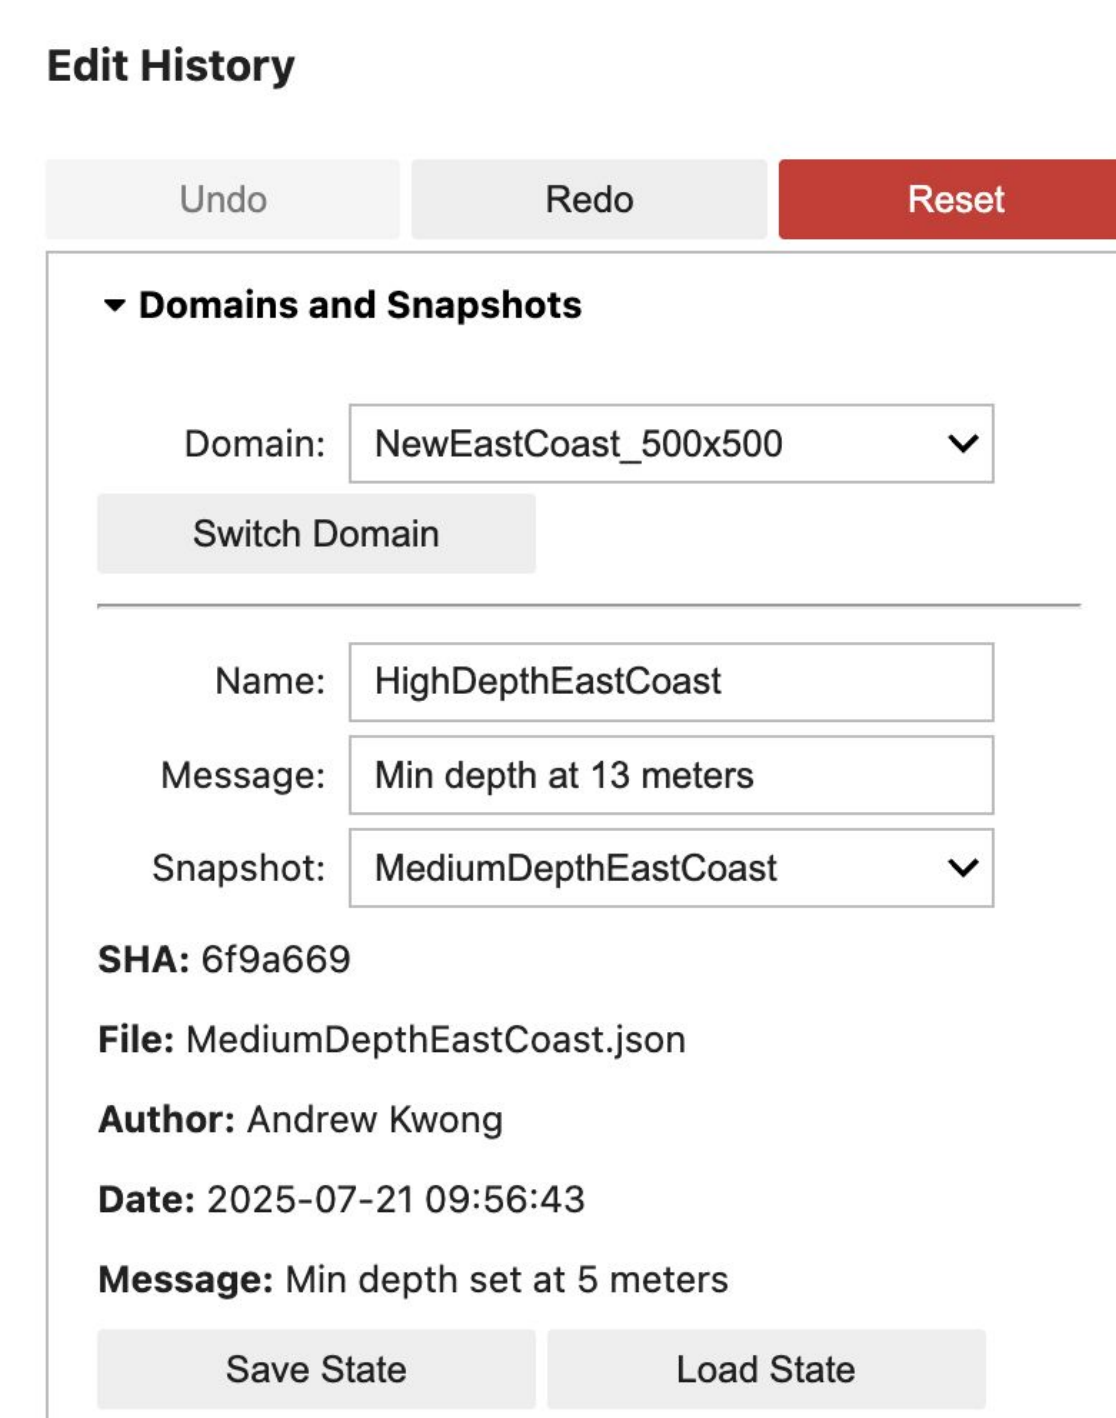 Edit History
Undo Redo Reset
Domains and Snapshots
Domain: NewEastCoast_500x500
Switch Domain
Name: HighDepthEastCoast
Message: Min depth at 13 meters
Snapshot: MediumDepthEastCoast
SHA: 6f9a669
File: MediumDepthEastCoast.json
Author: Andrew Kwong
Date: 2025-07-21 09:56:43
Message: Min depth set at 5 meters
Save State Load State